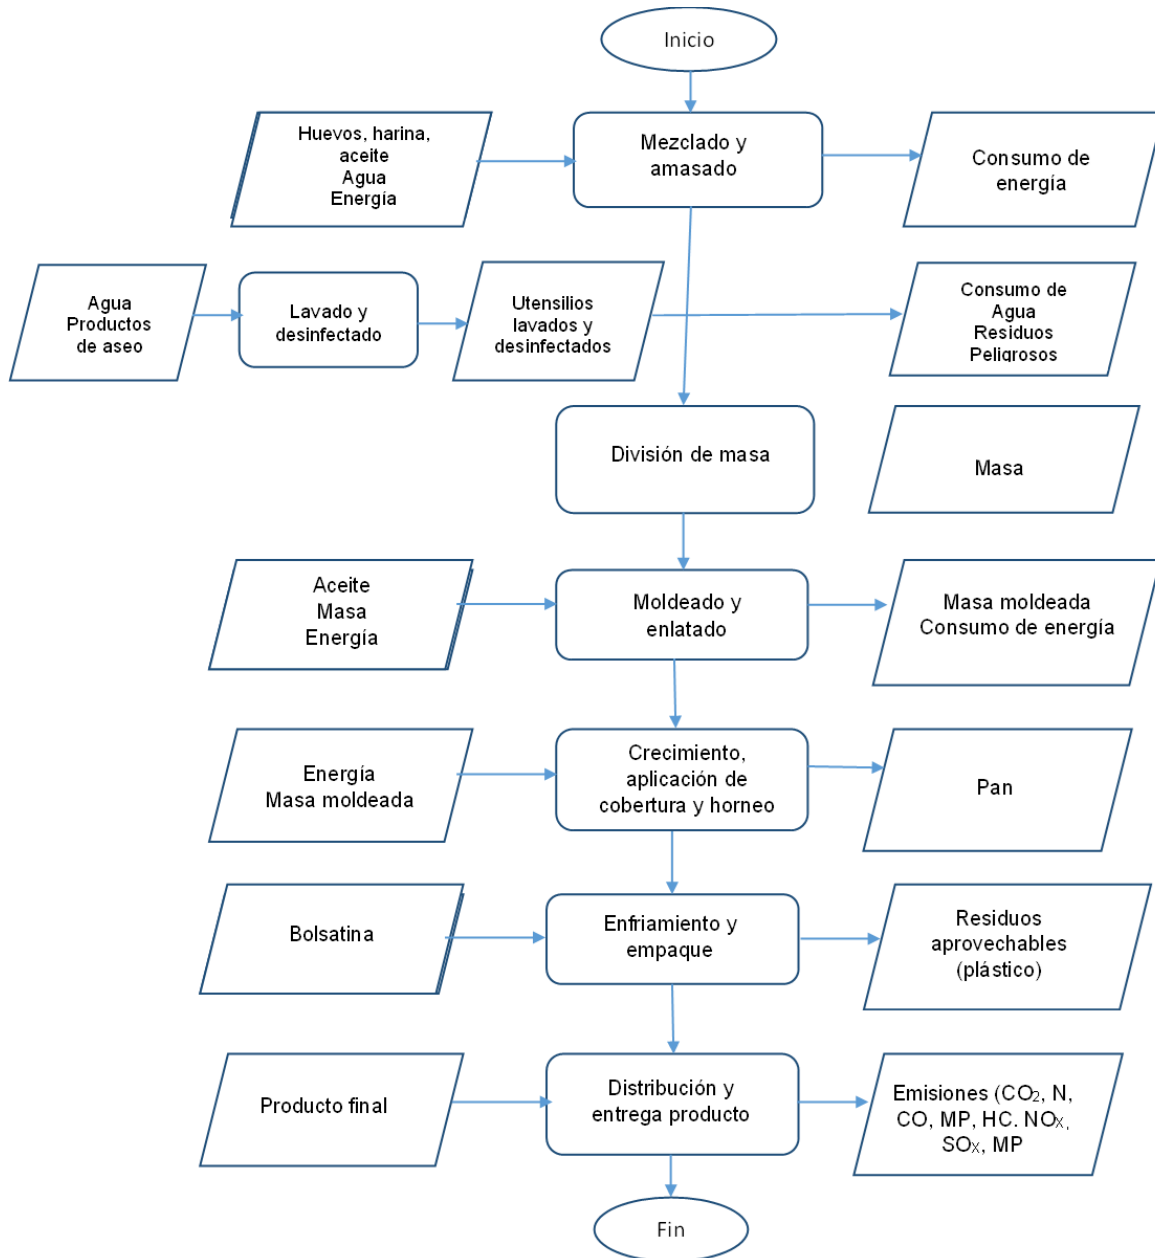 Inicio
Huevos, harina,
aceite
Agua
Energía
Mezclado y
amasado
Consumo de
energía
Agua
Productos
de aseo
Lavado y
desinfectado
Utensilios
lavados y
desinfectados
Consumo de
Agua
Residuos
Peligrosos
División de masa
Masa
Aceite
Masa
Energía
Moldeado y
enlatado
Masa moldeada
Consumo de energía
Energía
Masa moldeada
Crecimiento,
aplicación de
cobertura y horneo
Pan
Bolsatina
Enfriamiento y
empaque
Residuos
aprovechables
(plástico)
Producto final
Distribución y
entrega producto
Emisiones (CO₂, N,
CO, MP, HC. NOₓ,
SOₓ, MP
Fin